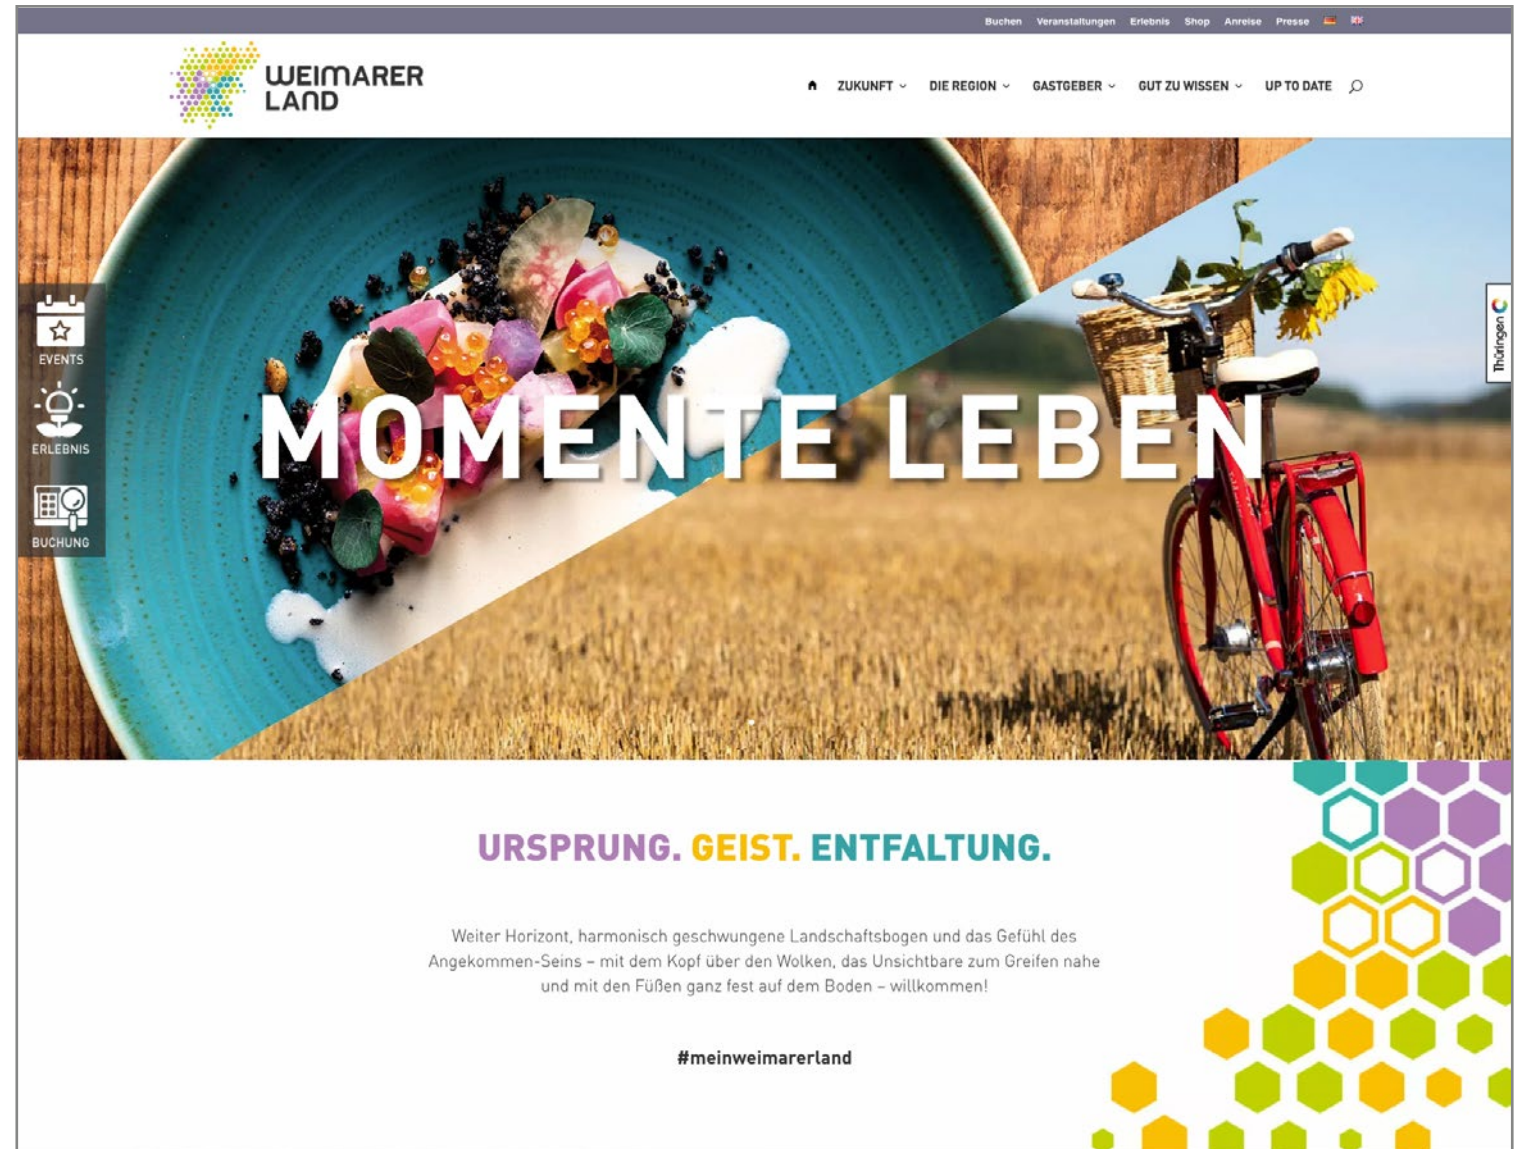 Buchen Veranstaltungen Erlebnis Shop Anreise Presse
WEIMARER
LAND
ZUKUNFT DIE REGION GASTGEBER GUT ZU WISSEN UP TO DATE
EVENTS
ERLEBNIS
BUCHUNG
Thüringen
MOMENTE LEBEN
URSPRUNG. GEIST. ENTFALTUNG.
Weiter Horizont, harmonisch geschwungene Landschaftsbogen und das Gefühl des
Angekommen-Seins – mit dem Kopf über den Wolken, das Unsichtbare zum Greifen nahe
und mit den Füßen ganz fest auf dem Boden – willkommen!
#meinweimarerland